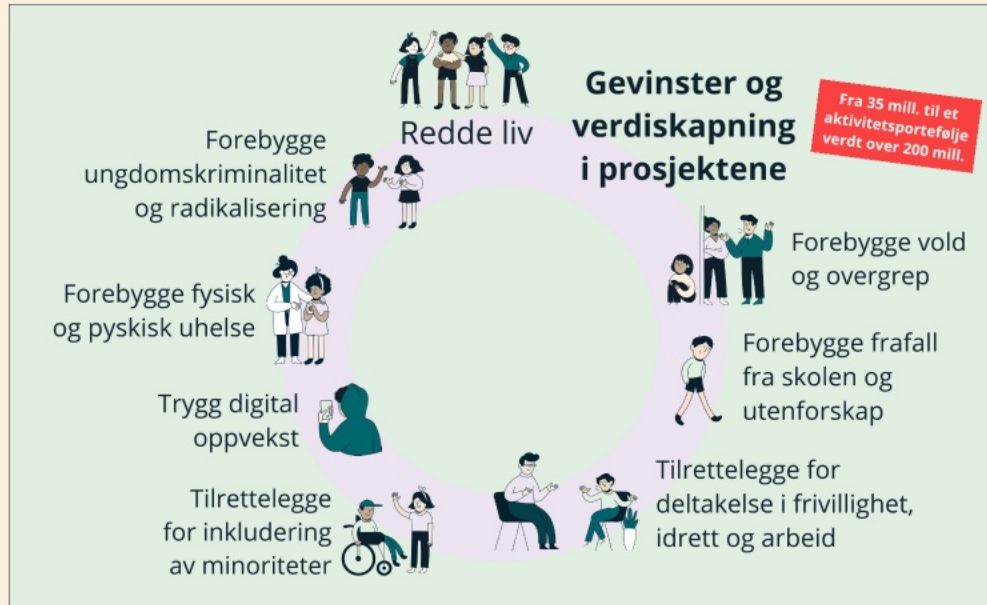 Gevinster og
verdiskapning
i prosjektene
Fra 35 mill. til et
aktivitetsportefølje
verdt over 200 mill.
Redde liv
Forebygge vold
og overgrep
Forebygge frafall
fra skolen og
utenforskap
Tilrettelegge for
deltakelse i frivillighet,
idrett og arbeid
Tilrettelegge
for inkludering
av minoriteter
Trygg digital
oppvekst
Forebygge fysisk
og pyskisk uhelse
Forebygge
ungdomskriminalitet
og radikalisering